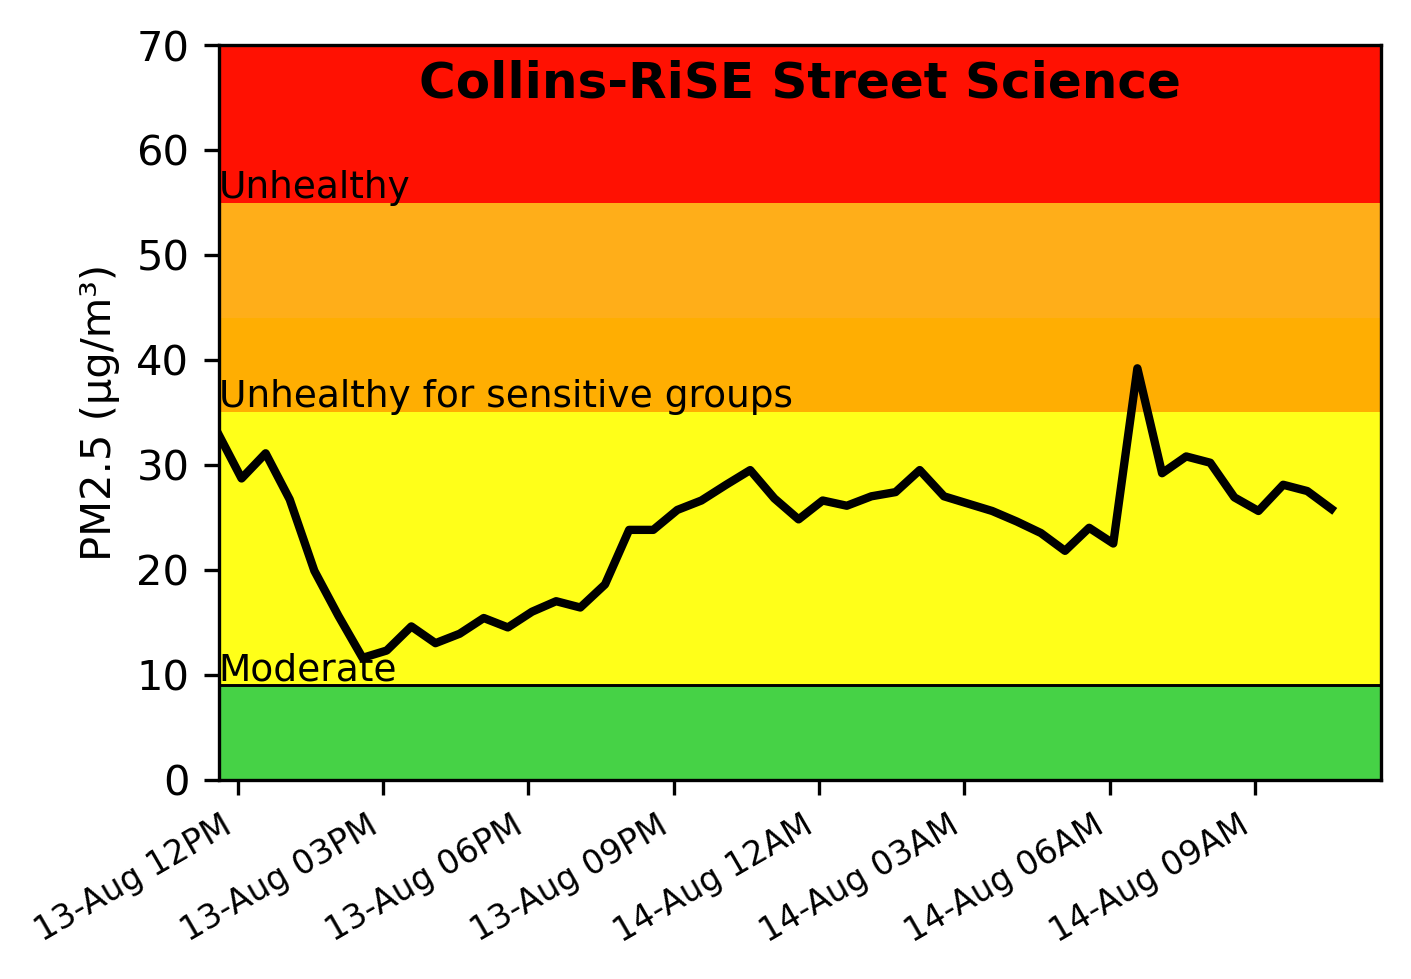 Collins-RiSE Street Science
70
60
50
40
30
20
10
0
PM2.5 (μg/m³)
Unhealthy
Unhealthy for sensitive groups
Moderate
13-Aug 12PM
13-Aug 03PM
13-Aug 06PM
13-Aug 09PM
14-Aug 12AM
14-Aug 03AM
14-Aug 06AM
14-Aug 09AM